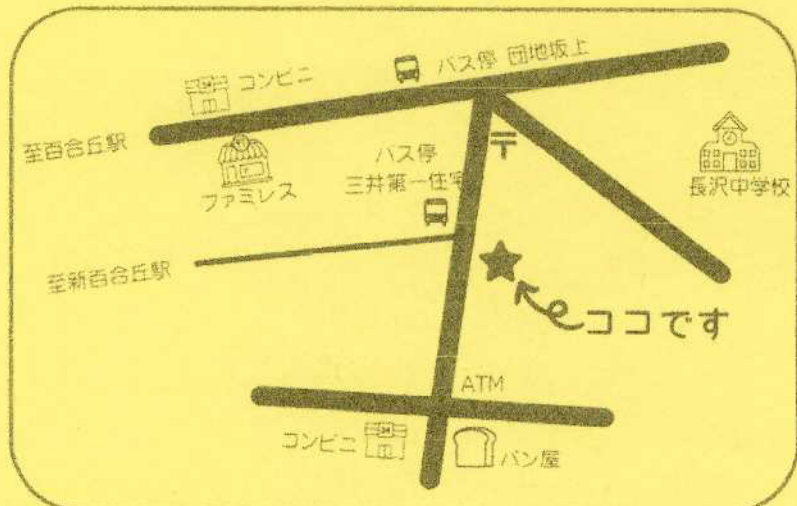 バス停 団地坂上
コンビニ
至百合丘駅
ファミレス
バス停
三井第一住宅
〒
長沢中学校
至新百合丘駅
ココです
ATM
コンビニ
パン屋